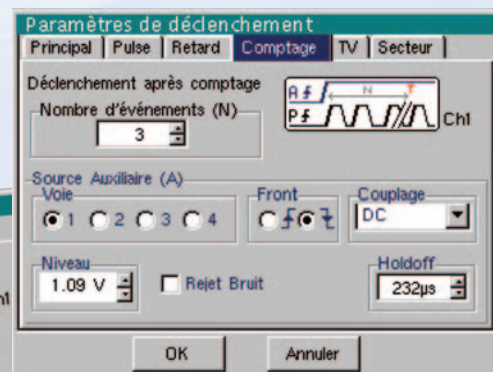 Paramètres de déclenchement
Principal Pulse Retard Comptage TV Secteur
Déclenchement après comptage
Nombre d'événements (N)
3
A N T
P Ch1
Source Auxiliaire (A)
Voie Front Couplage
1 2 3 4 DC
Niveau Holdoff
1.09 V Rejet Bruit 232µs
h1
OK Annuler